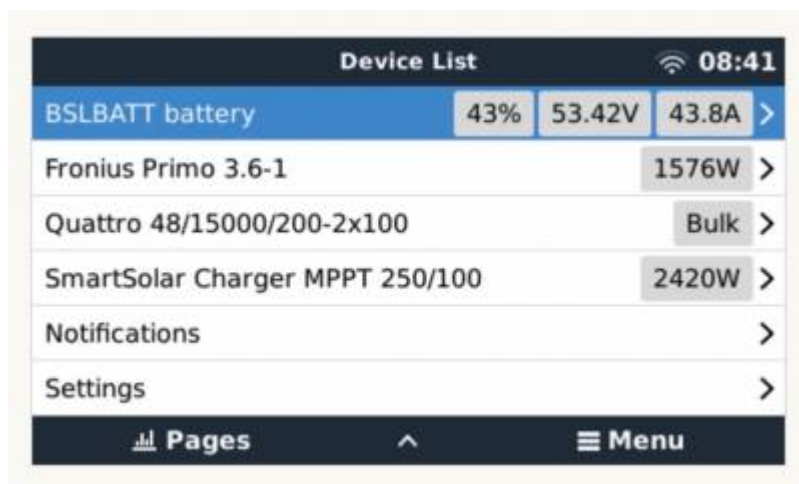 Device List 08:41
BSLBATT battery 43% 53.42V 43.8A
Fronius Primo 3.6-1 1576W
Quattro 48/15000/200-2x100 Bulk
SmartSolar Charger MPPT 250/100 2420W
Notifications
Settings
Pages Menu